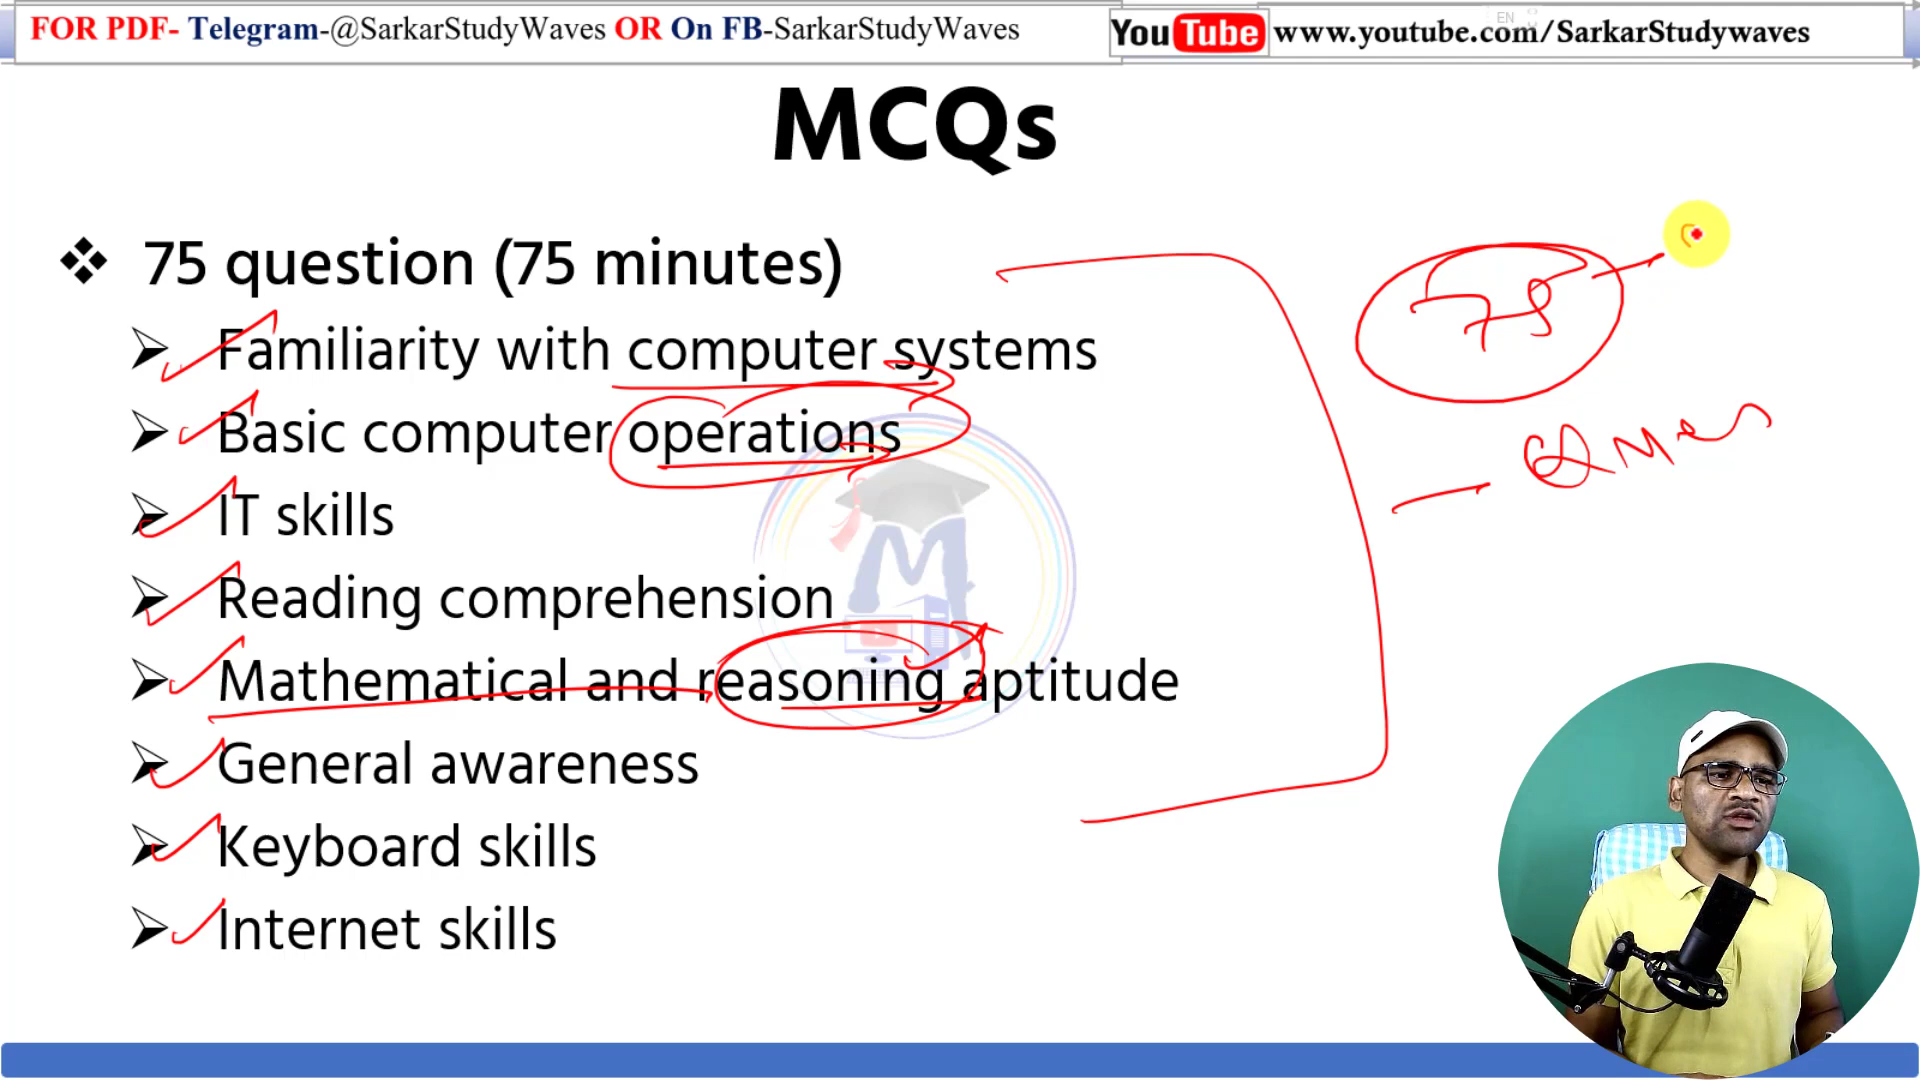 FOR PDF- Telegram-@SarkarStudyWaves OR On FB-SarkarStudyWaves
YouTube www.youtube.com/SarkarStudywaves
EN
MCQs
❖ 75 question (75 minutes)
➢ Familiarity with computer systems
➢ Basic computer operations
➢ IT skills
➢ Reading comprehension
➢ Mathematical and reasoning aptitude
➢ General awareness
➢ Keyboard skills
➢ Internet skills
75
M